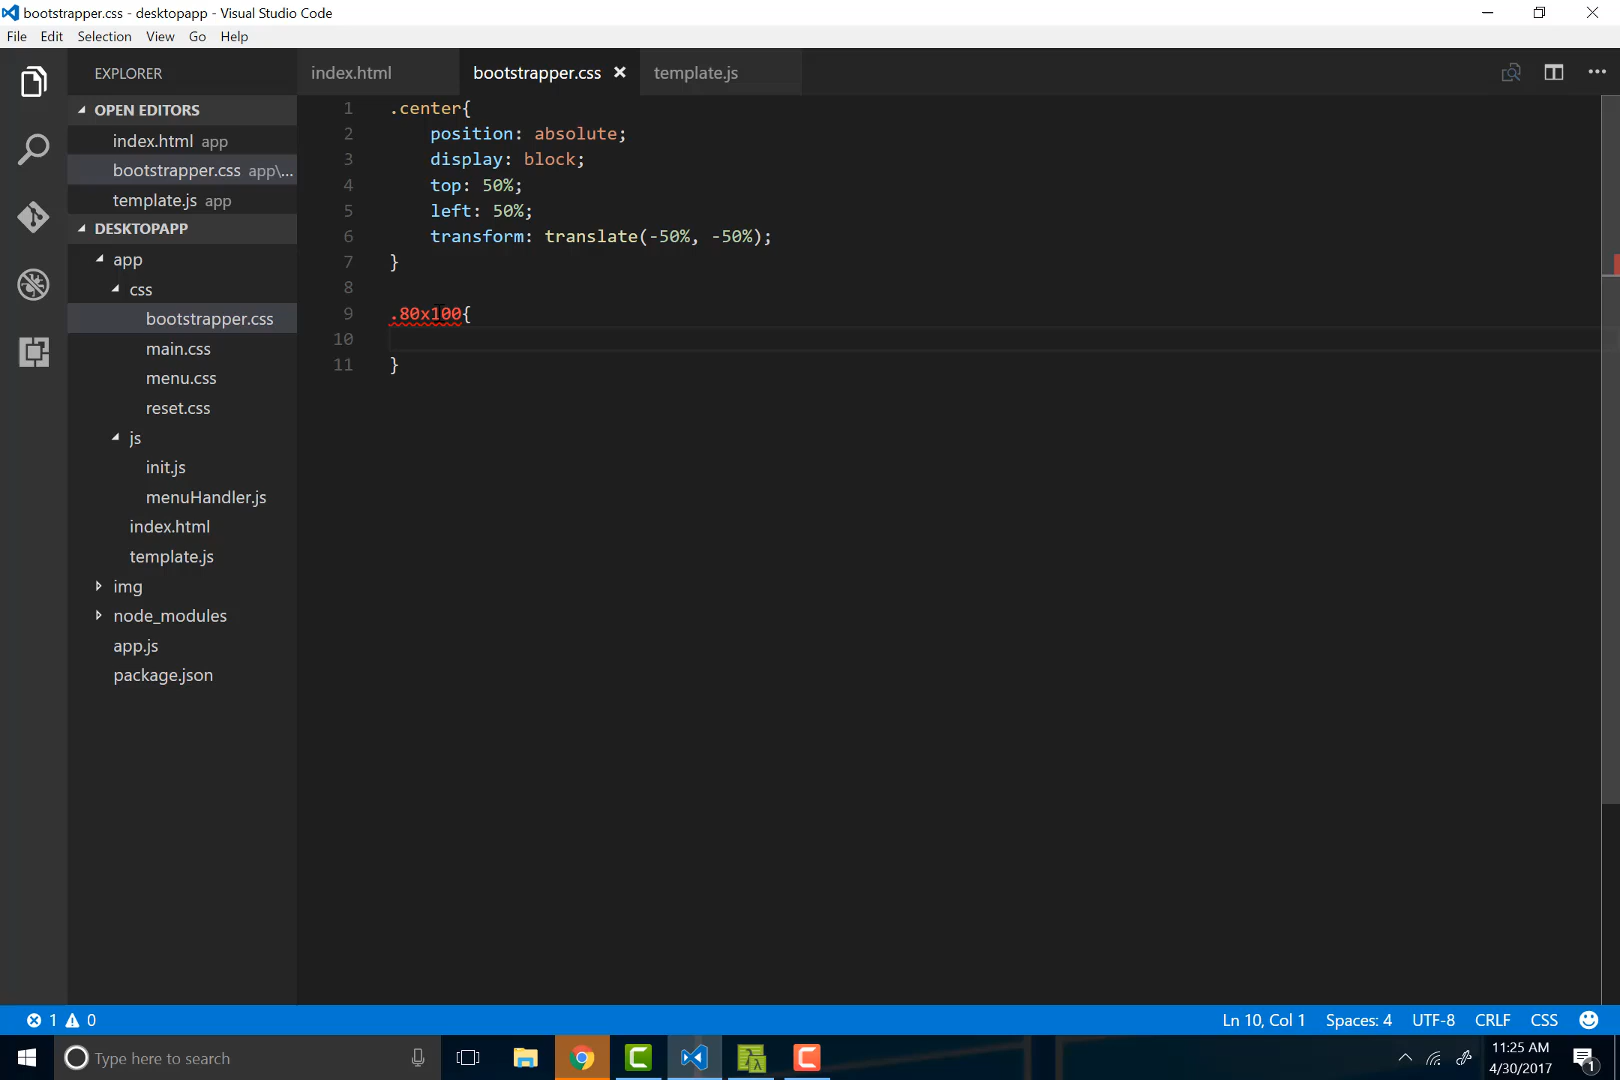 bootstrapper.css - desktopapp - Visual Studio Code
File Edit Selection View Go Help
EXPLORER
OPEN EDITORS
index.html app
bootstrapper.css app\...
template.js app
DESKTOPAPP
app
css
bootstrapper.css
main.css
menu.css
reset.css
js
init.js
menuHandler.js
index.html
template.js
img
node_modules
app.js
package.json
index.html bootstrapper.css template.js
1 .center{
2 position: absolute;
3 display: block;
4 top: 50%;
5 left: 50%;
6 transform: translate(-50%, -50%);
7 }
8
9 .80x100{
10
11 }
1 0 Ln 10, Col 1 Spaces: 4 UTF-8 CRLF CSS
Type here to search
11:25 AM
4/30/2017
1